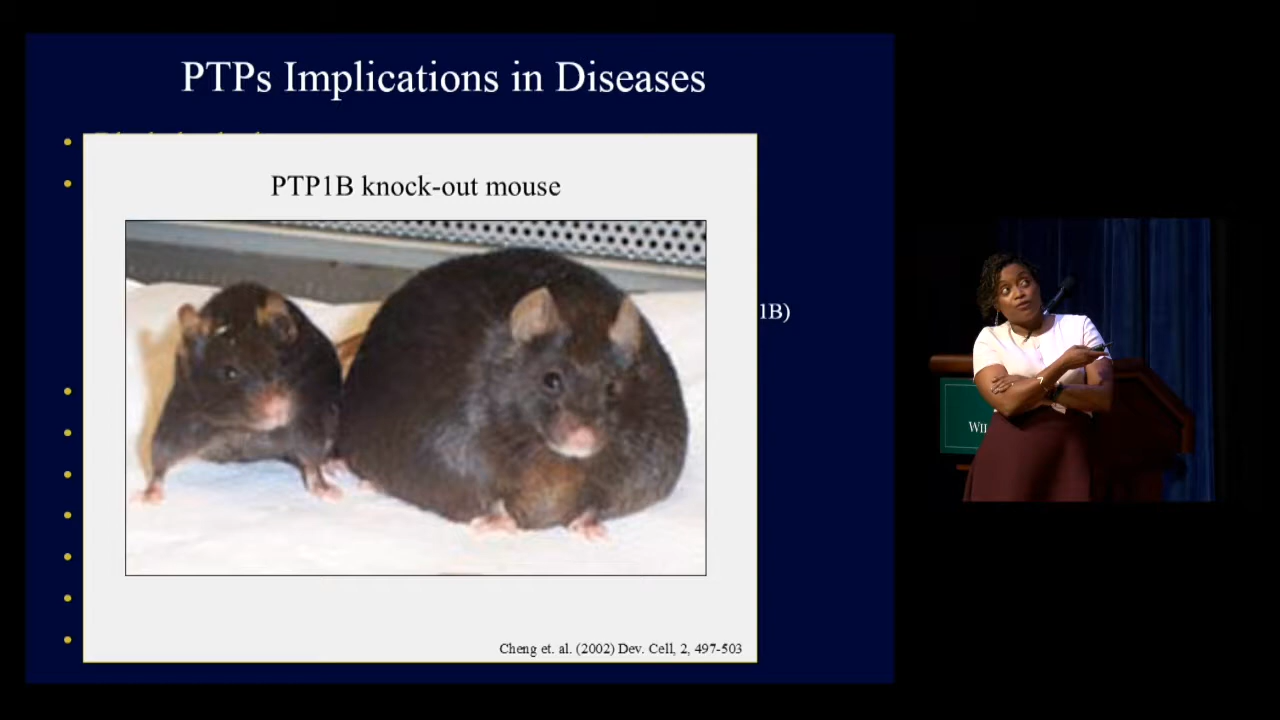 PTPs Implications in Diseases
PTP1B knock-out mouse
1B)
Cheng et. al. (2002) Dev. Cell, 2, 497-503